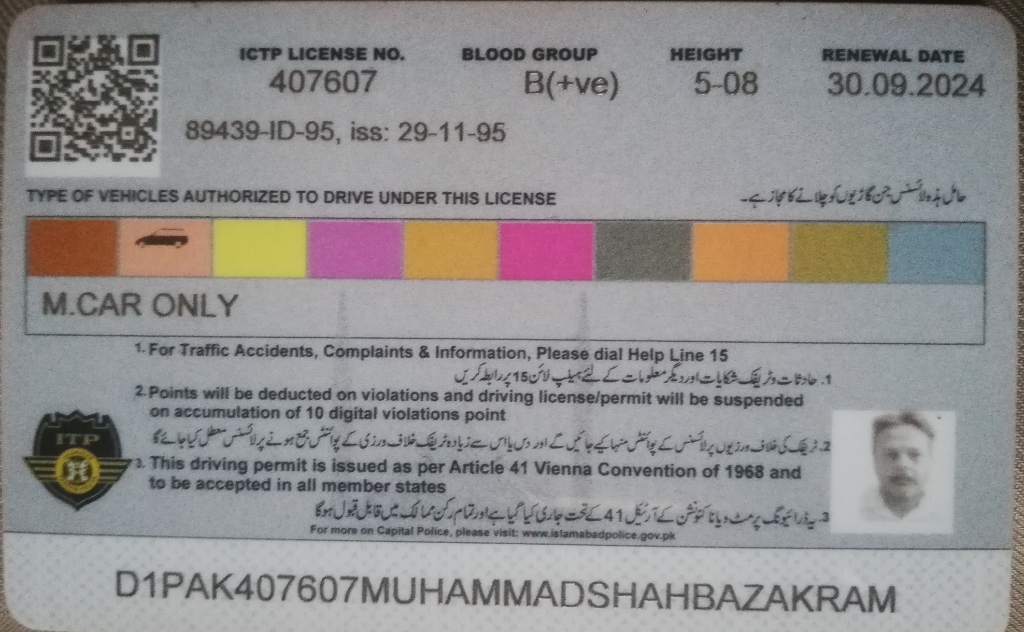 ICTP LICENSE NO. BLOOD GROUP HEIGHT RENEWAL DATE
407607 B(+ve) 5-08 30.09.2024
89439-ID-95, iss: 29-11-95
TYPE OF VEHICLES AUTHORIZED TO DRIVE UNDER THIS LICENSE حامل ہذہ لائسنس جن گاڑیوں کو چلانے کا مجاز ہے۔
M.CAR ONLY
1. For Traffic Accidents, Complaints & Information, Please dial Help Line 15
1. حادثات و ٹریفک شکایات اور دیگر معلومات کے لئے ہیلپ لائن 15 پر رابطہ کریں
2. Points will be deducted on violations and driving license/permit will be suspended
on accumulation of 10 digital violations point
2. ٹریفک کی خلاف ورزیوں پر لائسنس کے پوائنٹس منہا کیے جائیں گے اور دس یا اس سے زیادہ ٹریفک خلاف ورزی کے پوائنٹس جمع ہونے پر لائسنس معطل کیا جائے گا
ITP
3. This driving permit is issued as per Article 41 Vienna Convention of 1968 and
to be accepted in all member states
3. یہ ڈرائیونگ پرمٹ ویانا کنونشن کے آرٹیکل 41 کے تحت جاری کیا گیا ہے اور تمام رکن ممالک میں قابل قبول ہوگا
For more on Capital Police, please visit: www.islamabadpolice.gov.pk
D1PAK407607MUHAMMADSHAHBAZAKRAM